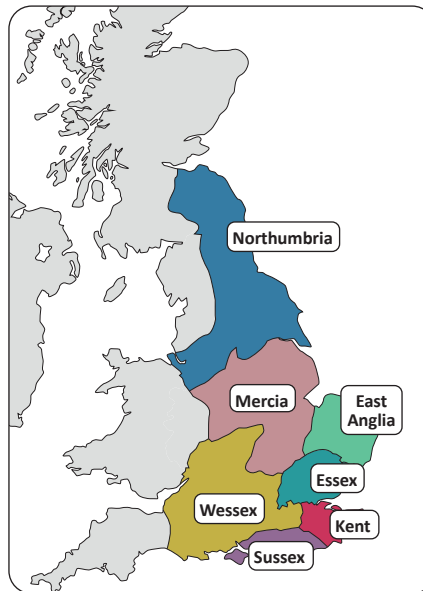 Northumbria
Mercia
East
Anglia
Essex
Wessex
Kent
Sussex